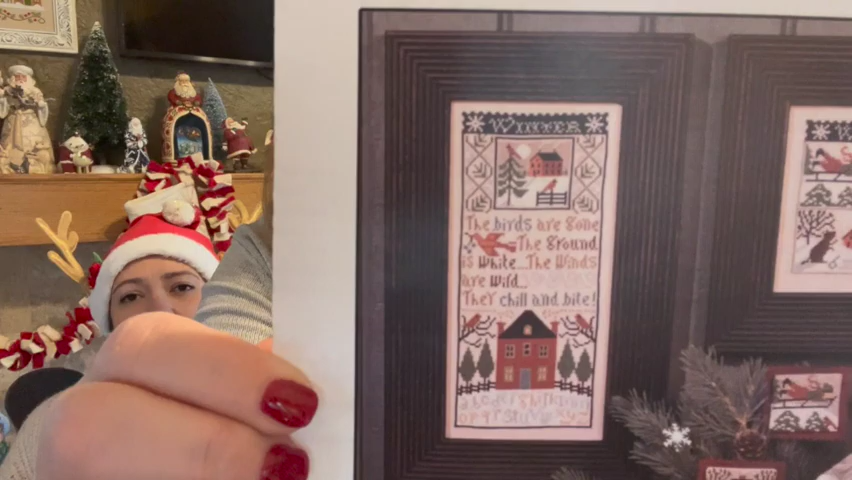 Winter
The birds are gone
The Ground
is white...The Winds
are wild...
They chill and bite!
W